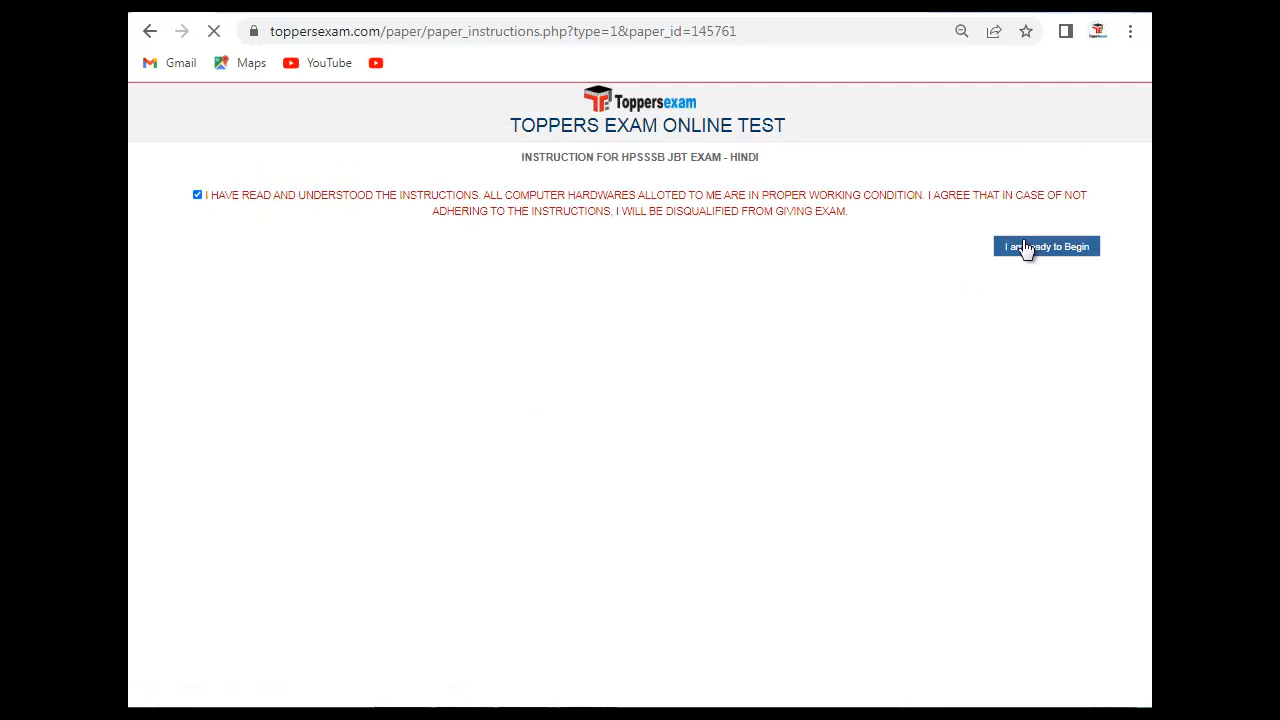 toppersexam.com/paper/paper_instructions.php?type=1&paper_id=145761
Gmail Maps YouTube
Toppersexam
TOPPERS EXAM ONLINE TEST
INSTRUCTION FOR HPSSSB JBT EXAM - HINDI
I HAVE READ AND UNDERSTOOD THE INSTRUCTIONS. ALL COMPUTER HARDWARES ALLOTED TO ME ARE IN PROPER WORKING CONDITION. I AGREE THAT IN CASE OF NOT
ADHERING TO THE INSTRUCTIONS, I WILL BE DISQUALIFIED FROM GIVING EXAM.
I am ready to Begin